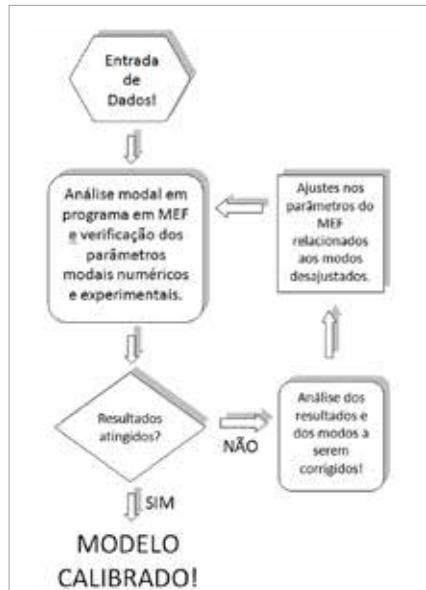 Entrada
de
Dados!
Análise modal em
programa em MEF
e verificação dos
parâmetros
modais numéricos
e experimentais.
Ajustes nos
parâmetros do
MEF
relacionados
aos modos
desajustados.
Resultados
atingidos?
NÃO
Análise dos
resultados e
dos modos a
serem
corrigidos!
SIM
MODELO
CALIBRADO!